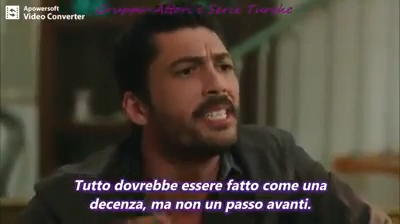 Apowersoft
Video Converter
Gruppo Attori e Serie Turche
Tutto dovrebbe essere fatto come una
decenza, ma non un passo avanti.